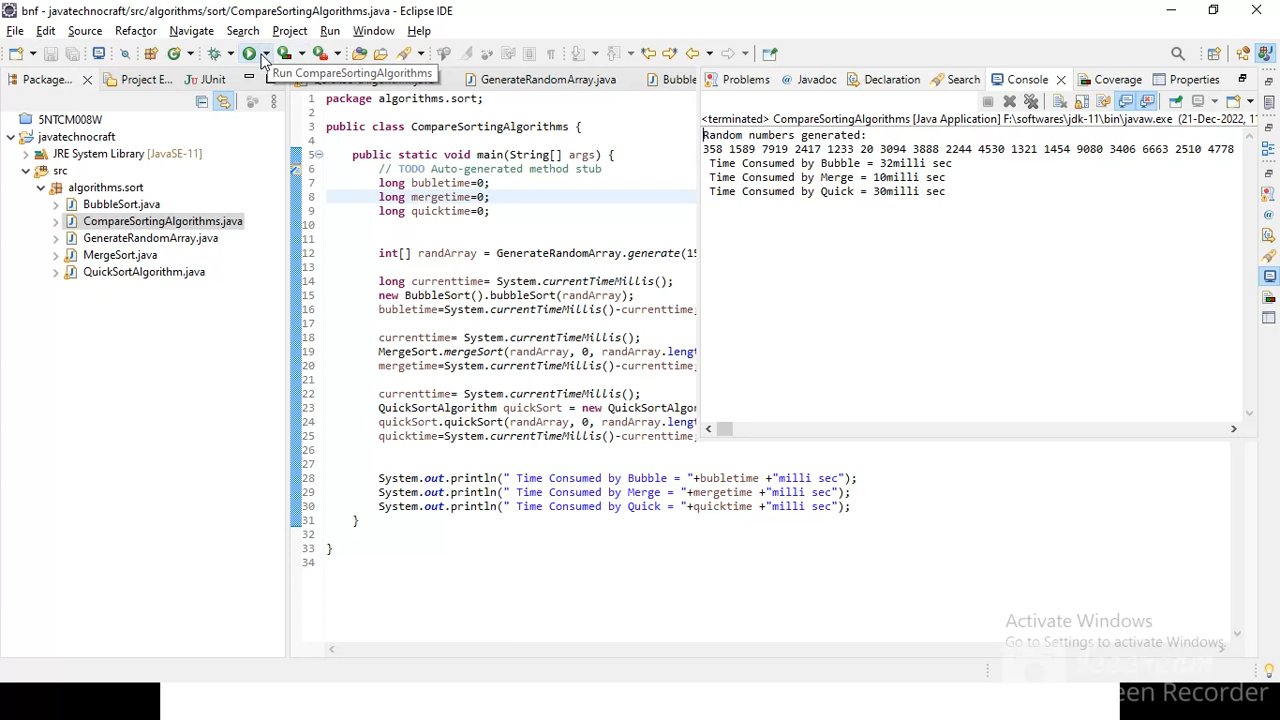 bnf - javatechnocraft/src/algorithms/sort/CompareSortingAlgorithms.java - Eclipse IDE
File Edit Source Refactor Navigate Search Project Run Window Help
Run CompareSortingAlgorithms
Package... Project E... JUnit
GenerateRandomArray.java Bubble
Problems Javadoc Declaration Search Console Coverage Properties
5NTCM008W
javatechnocraft
JRE System Library [JavaSE-11]
src
algorithms.sort
BubbleSort.java
CompareSortingAlgorithms.java
GenerateRandomArray.java
MergeSort.java
QuickSortAlgorithm.java
1 package algorithms.sort;
2
3 public class CompareSortingAlgorithms {
4
5 public static void main(String[] args) {
6 // TODO Auto-generated method stub
7 long bubletime=0;
8 long mergetime=0;
9 long quicktime=0;
10
11
12 int[] randArray = GenerateRandomArray.generate(15
13
14 long currenttime= System.currentTimeMillis();
15 new BubbleSort().bubbleSort(randArray);
16 bubletime=System.currentTimeMillis()-currenttime;
17
18 currenttime= System.currentTimeMillis();
19 MergeSort.mergeSort(randArray, 0, randArray.leng
20 mergetime=System.currentTimeMillis()-currenttime;
21
22 currenttime= System.currentTimeMillis();
23 QuickSortAlgorithm quickSort = new QuickSortAlgor
24 quickSort.quickSort(randArray, 0, randArray.leng
25 quicktime=System.currentTimeMillis()-currenttime;
26
27
28 System.out.println(" Time Consumed by Bubble = "+bubletime +"milli sec");
29 System.out.println(" Time Consumed by Merge = "+mergetime +"milli sec");
30 System.out.println(" Time Consumed by Quick = "+quicktime +"milli sec");
31 }
32
33 }
34
<terminated> CompareSortingAlgorithms [Java Application] F:\softwares\jdk-11\bin\javaw.exe (21-Dec-2022, 1
Random numbers generated:
358 1589 7919 2417 1233 20 3094 3888 2244 4530 1321 1454 9080 3406 6663 2510 4778
Time Consumed by Bubble = 32milli sec
Time Consumed by Merge = 10milli sec
Time Consumed by Quick = 30milli sec
Activate Windows
Go to Settings to activate Windows.
een Recorder